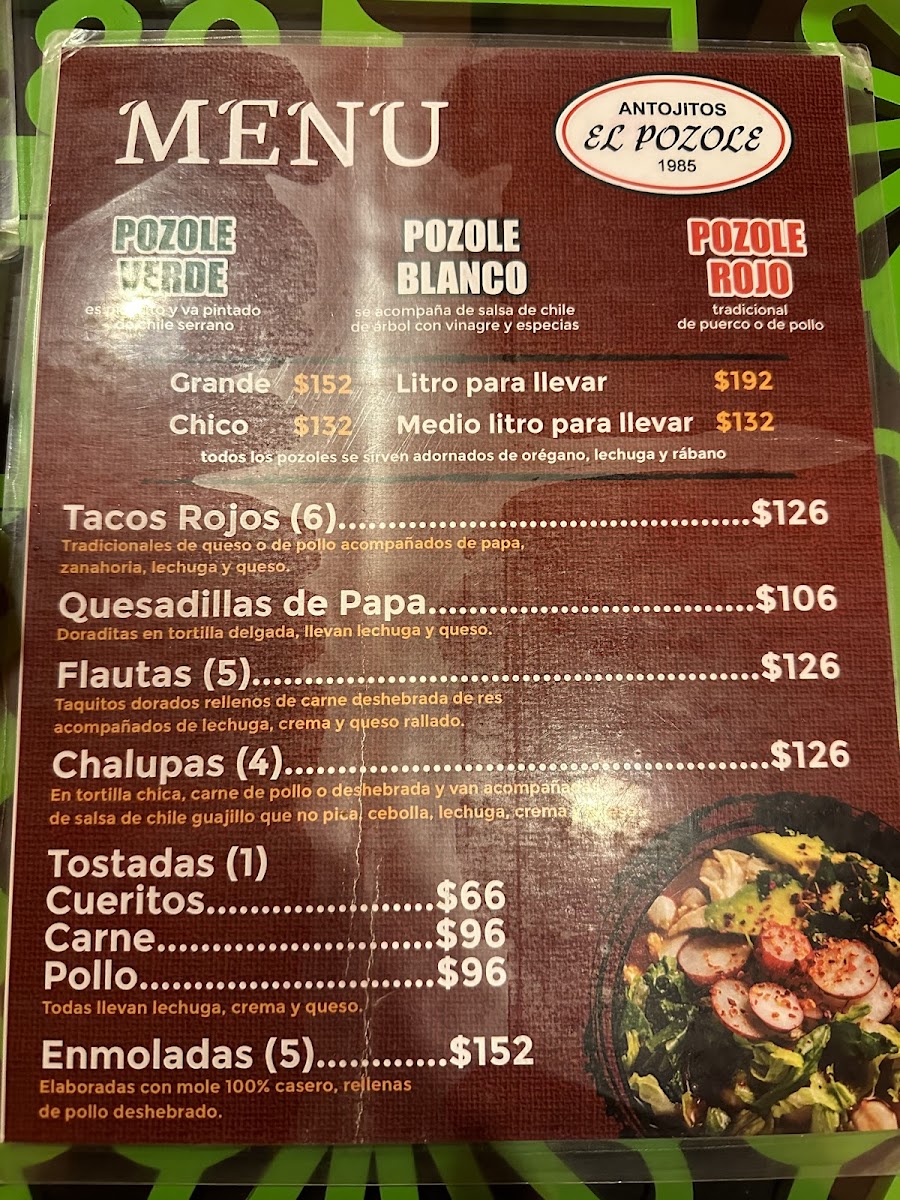 MENU
ANTOJITOS
EL POZOLE
1985
POZOLE
VERDE
es y va pintado
de chile serrano
POZOLE
BLANCO
se acompaña de salsa de chile
de árbol con vinagre y especias
POZOLE
ROJO
tradicional
de puerco o de pollo
Grande $152 Litro para llevar $192
Chico $132 Medio litro para llevar $132
todos los pozoles se sirven adornados de orégano, lechuga y rábano
Tacos Rojos (6)........................................$126
Tradicionales de queso o de pollo acompañados de papa,
zanahoria, lechuga y queso.
Quesadillas de Papa................................$106
Doraditas en tortilla delgada, llevan lechuga y queso.
Flautas (5)..................................................$126
Taquitos dorados rellenos de carne deshebrada de res
acompañados de lechuga, crema y queso rallado.
Chalupas (4)...............................................$126
En tortilla chica, carne de pollo o deshebrada y van
de salsa de chile guajillo que no pica, cebolla, lechuga, crema
Tostadas (1)
Cueritos......................$66
Carne..........................$96
Pollo............................$96
Todas llevan lechuga, crema y queso.
Enmoladas (5)............$152
Elaboradas con mole 100% casero, rellenas
de pollo deshebrado.